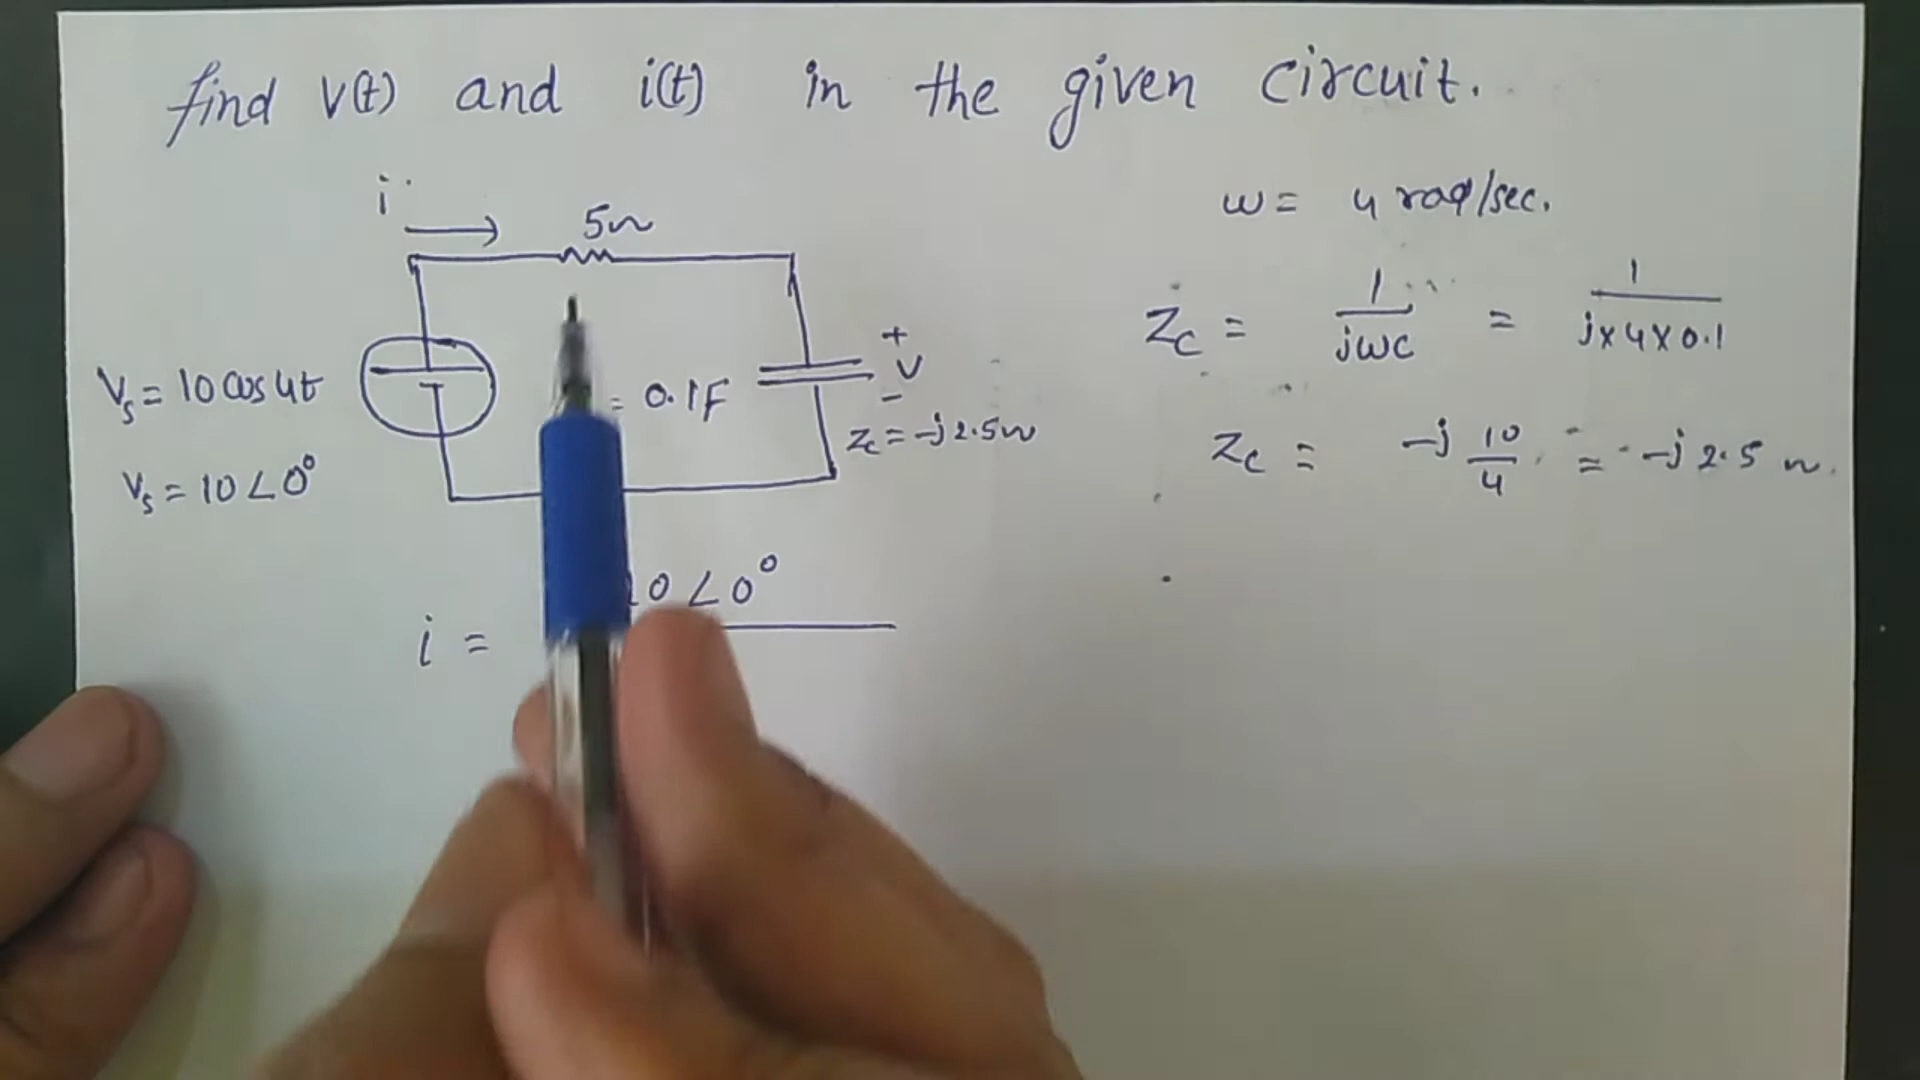 find v(t) and i(t) in the given circuit.
i
5Ω
ω = 4 rad/sec.
Zc = 1/jωC = 1/j×4×0.1
Vs = 10 cos 4t
= 0.1F
+
V
-
Zc = -j2.5Ω
Zc = -j 10/4 = -j 2.5 Ω.
Vs = 10∠0°
i = 10∠0°